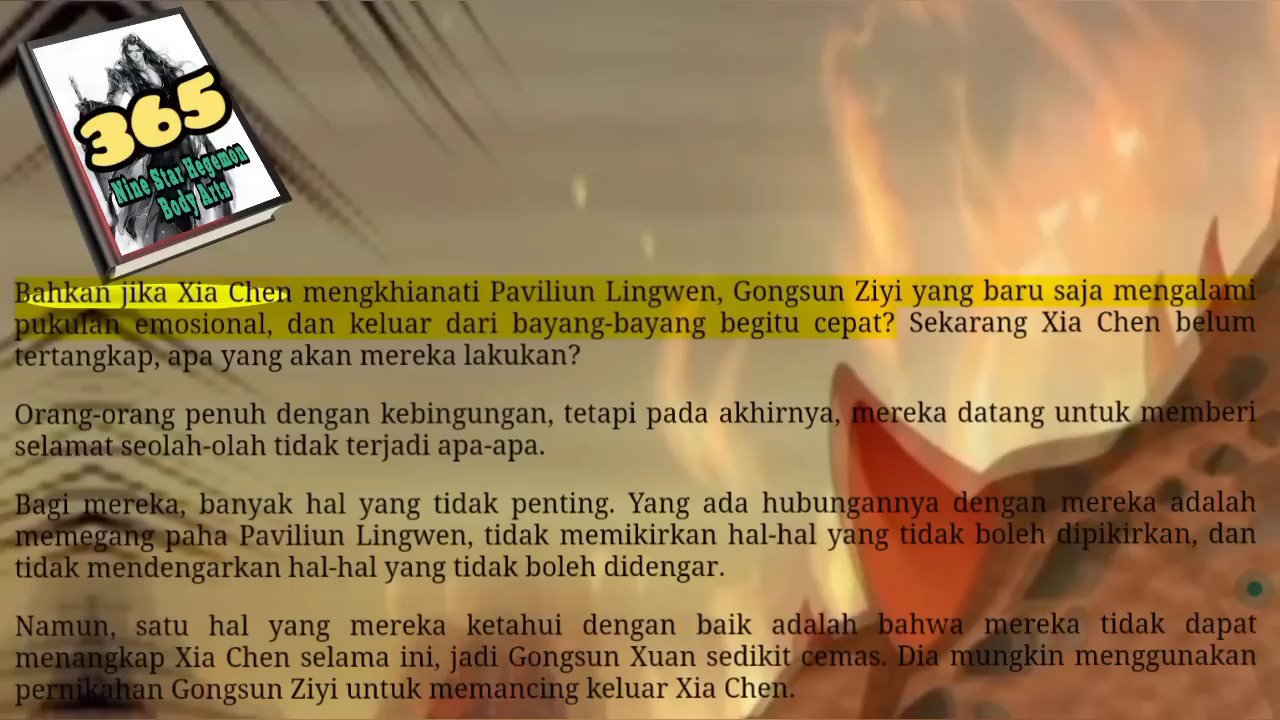 365
Nine Star Hegemon
Body Arts
Bahkan jika Xia Chen mengkhianati Paviliun Lingwen, Gongsun Ziyi yang baru saja mengalami
pukulan emosional, dan keluar dari bayang-bayang begitu cepat? Sekarang Xia Chen belum
tertangkap, apa yang akan mereka lakukan?
Orang-orang penuh dengan kebingungan, tetapi pada akhirnya, mereka datang untuk memberi
selamat seolah-olah tidak terjadi apa-apa.
Bagi mereka, banyak hal yang tidak penting. Yang ada hubungannya dengan mereka adalah
memegang paha Paviliun Lingwen, tidak memikirkan hal-hal yang tidak boleh dipikirkan, dan
tidak mendengarkan hal-hal yang tidak boleh didengar.
Namun, satu hal yang mereka ketahui dengan baik adalah bahwa mereka tidak dapat
menangkap Xia Chen selama ini, jadi Gongsun Xuan sedikit cemas. Dia mungkin menggunakan
pernikahan Gongsun Ziyi untuk memancing keluar Xia Chen.